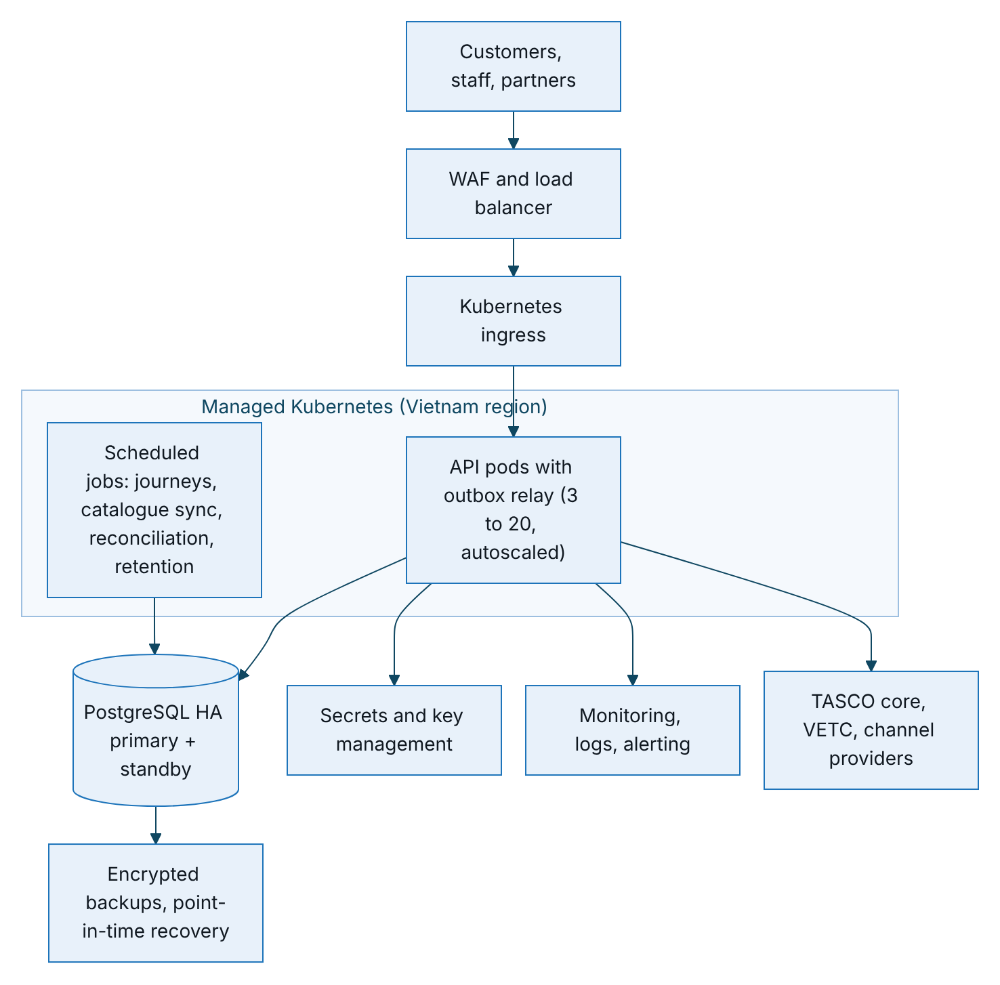 Customers,
staff, partners
WAF and load
balancer
Kubernetes
ingress
Managed Kubernetes (Vietnam region)
Scheduled
jobs: journeys,
catalogue sync,
reconciliation,
retention
API pods with
outbox relay (3
to 20,
autoscaled)
PostgreSQL HA
primary +
standby
Secrets and key
management
Monitoring,
logs, alerting
TASCO core,
VETC, channel
providers
Encrypted
backups, point-
in-time recovery